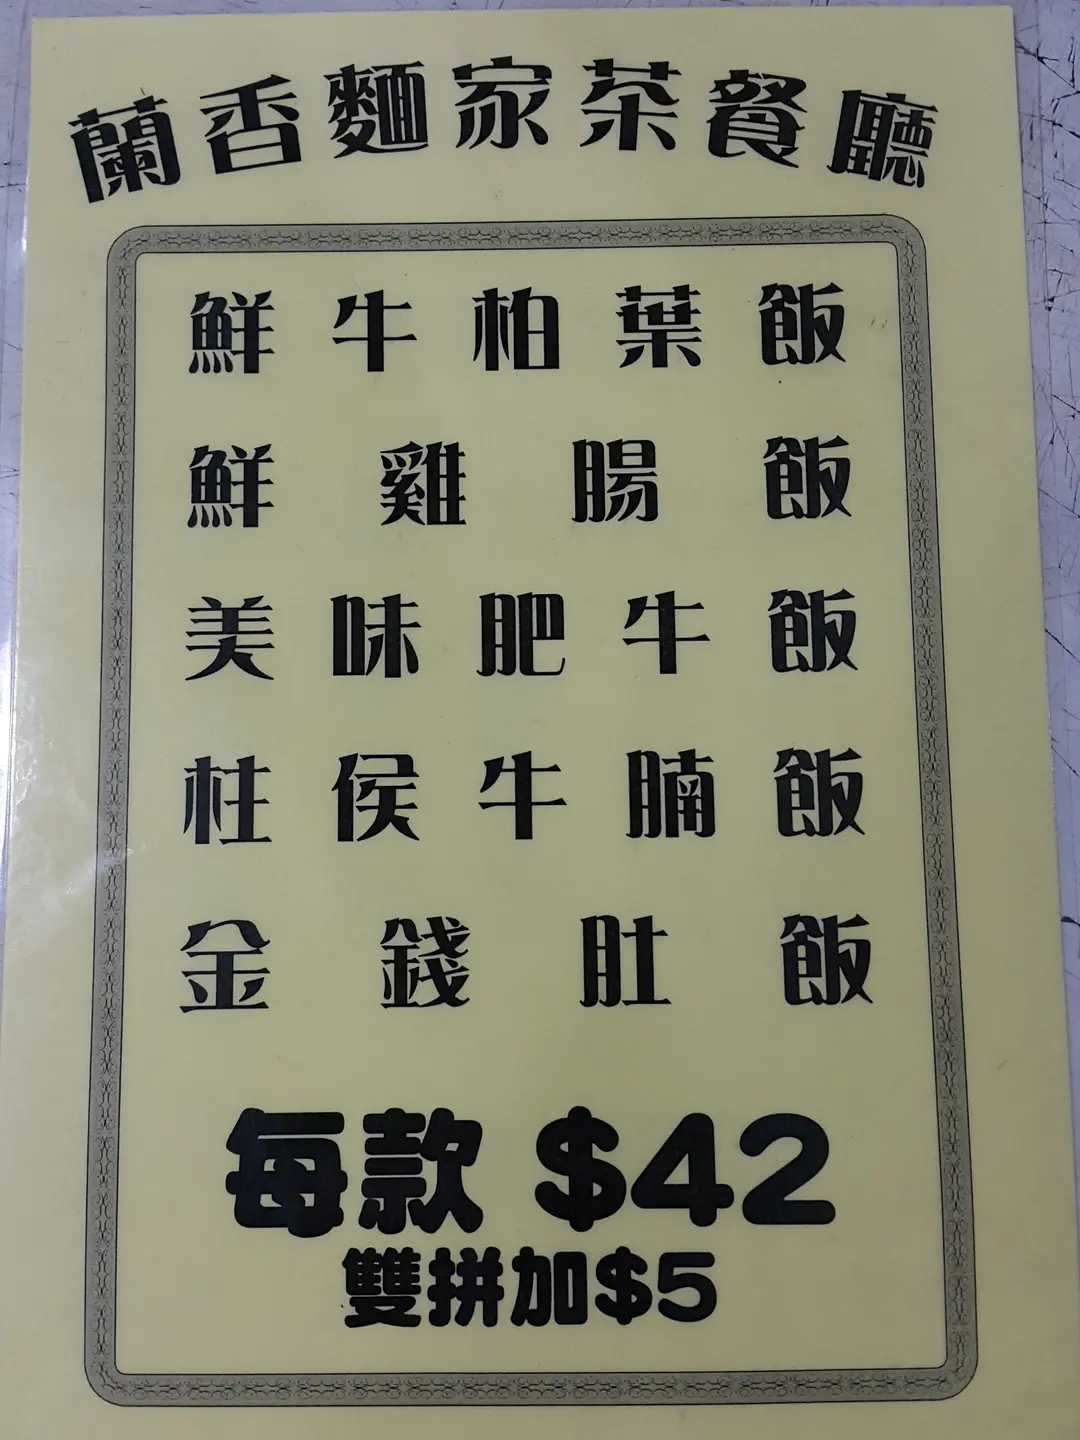 蘭香麵家茶餐廳
鮮牛柏葉飯
鮮雞腸飯
美味肥牛飯
柱侯牛腩飯
金錢肚飯
每款 $42
雙拼加$5